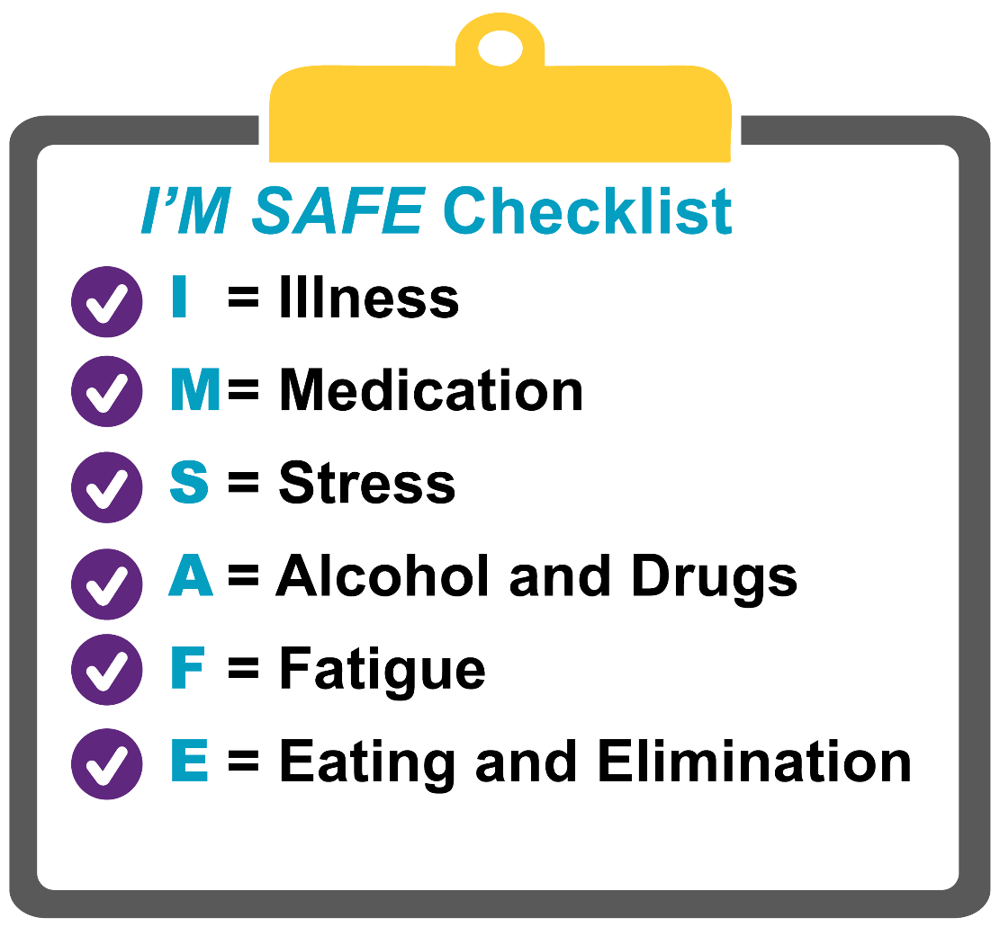 I’M SAFE Checklist
I = Illness
M = Medication
S = Stress
A = Alcohol and Drugs
F = Fatigue
E = Eating and Elimination